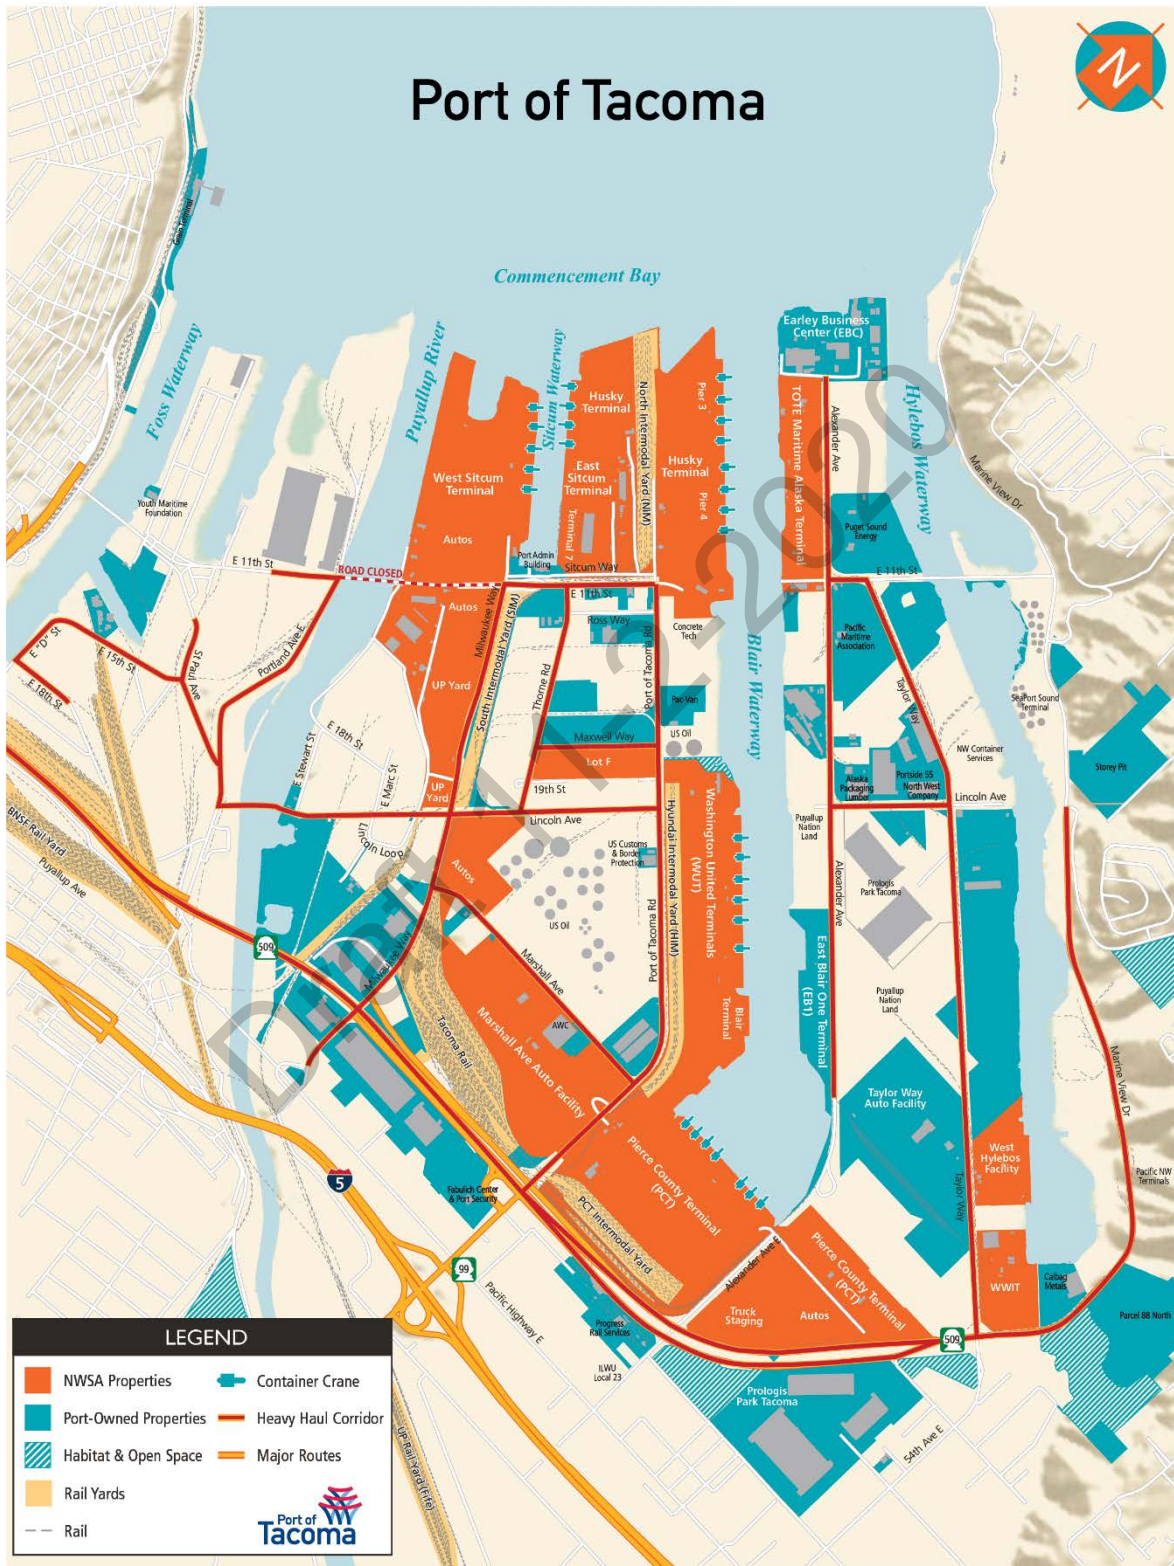 Port of Tacoma
N
Grain Terminal
Commencement Bay
Foss Waterway
Puyallup River
Sitcum Waterway
Hylebos Waterway
Blair Waterway
Earley Business
Center (EBC)
Husky
Terminal
North Intermodal Yard (NIM)
Pier 3
Husky
Terminal
Pier 4
TOTE Maritime Alaska Terminal
Alexander Ave
Marine View Dr
West Sitcum
Terminal
Autos
East
Sitcum
Terminal
Terminal 7
Youth Maritime
Foundation
Puget Sound
Energy
Port Admin
Building
Sitcum Way
E 11th St
ROAD CLOSED
E 11th St
E 11th St
Autos
Milwaukee Way
South Intermodal Yard (SIM)
Ross Way
Concrete
Tech
Port of Tacoma Rd
Pacific
Maritime
Association
E "D" St
E 15th St
E 18th St
St Paul Ave
Portland Ave E
UP Yard
Thorne Rd
Pac Van
Taylor Way
SeaPort Sound
Terminal
E 18th St
E Stewart St
E Marc St
Maxwell Way
US Oil
Lot F
NW Container
Services
Storey Pit
UP
Yard
19th St
Alaska
Packaging
Lumber
Portside 55
North West
Company
Lincoln Ave
Lincoln Ave
Lincoln Loop
BNSF Rail Yard
Puyallup Ave
Autos
US Customs
& Border
Protection
Hyundai Intermodal Yard (HIM)
Washington United Terminals
(WUT)
Puyallup
Nation
Land
Alexander Ave
Prologis
Park Tacoma
US Oil
509
Milwaukee Way
Marshall Ave
Port of Tacoma Rd
East Blair One Terminal
(EB1)
Puyallup
Nation
Land
Tacoma Rail
Marshall Ave Auto Facility
AWC
Blair
Terminal
Marine View Dr
Taylor Way
Auto Facility
West
Hylebos
Facility
Pierce County Terminal
(PCT)
Pacific NW
Terminals
5
Fabulich Center
& Port Security
PCT Intermodal Yard
Taylor Way
99
Pacific Highway E
Alexander Ave E
Pierce County Terminal
(PCT)
WWIT
Calbag
Metals
Parcel 88 North
Truck
Staging
Autos
509
Progress
Rail Services
ILWU
Local 23
Prologis
Park Tacoma
54th Ave E
UP Rail Yard (Fife)
Draft 11-2-2020
LEGEND
NWSA Properties
Container Crane
Port-Owned Properties
Heavy Haul Corridor
Habitat & Open Space
Major Routes
Rail Yards
Rail
Port of
Tacoma